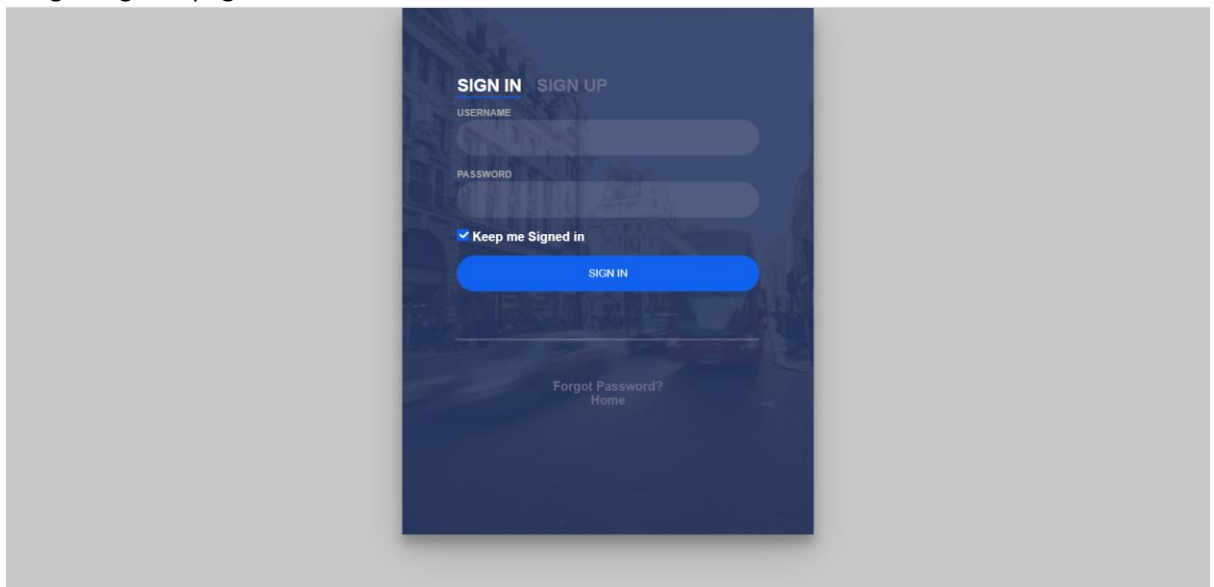 SIGN IN SIGN UP
USERNAME
PASSWORD
Keep me Signed in
SIGN IN
Forgot Password?
Home